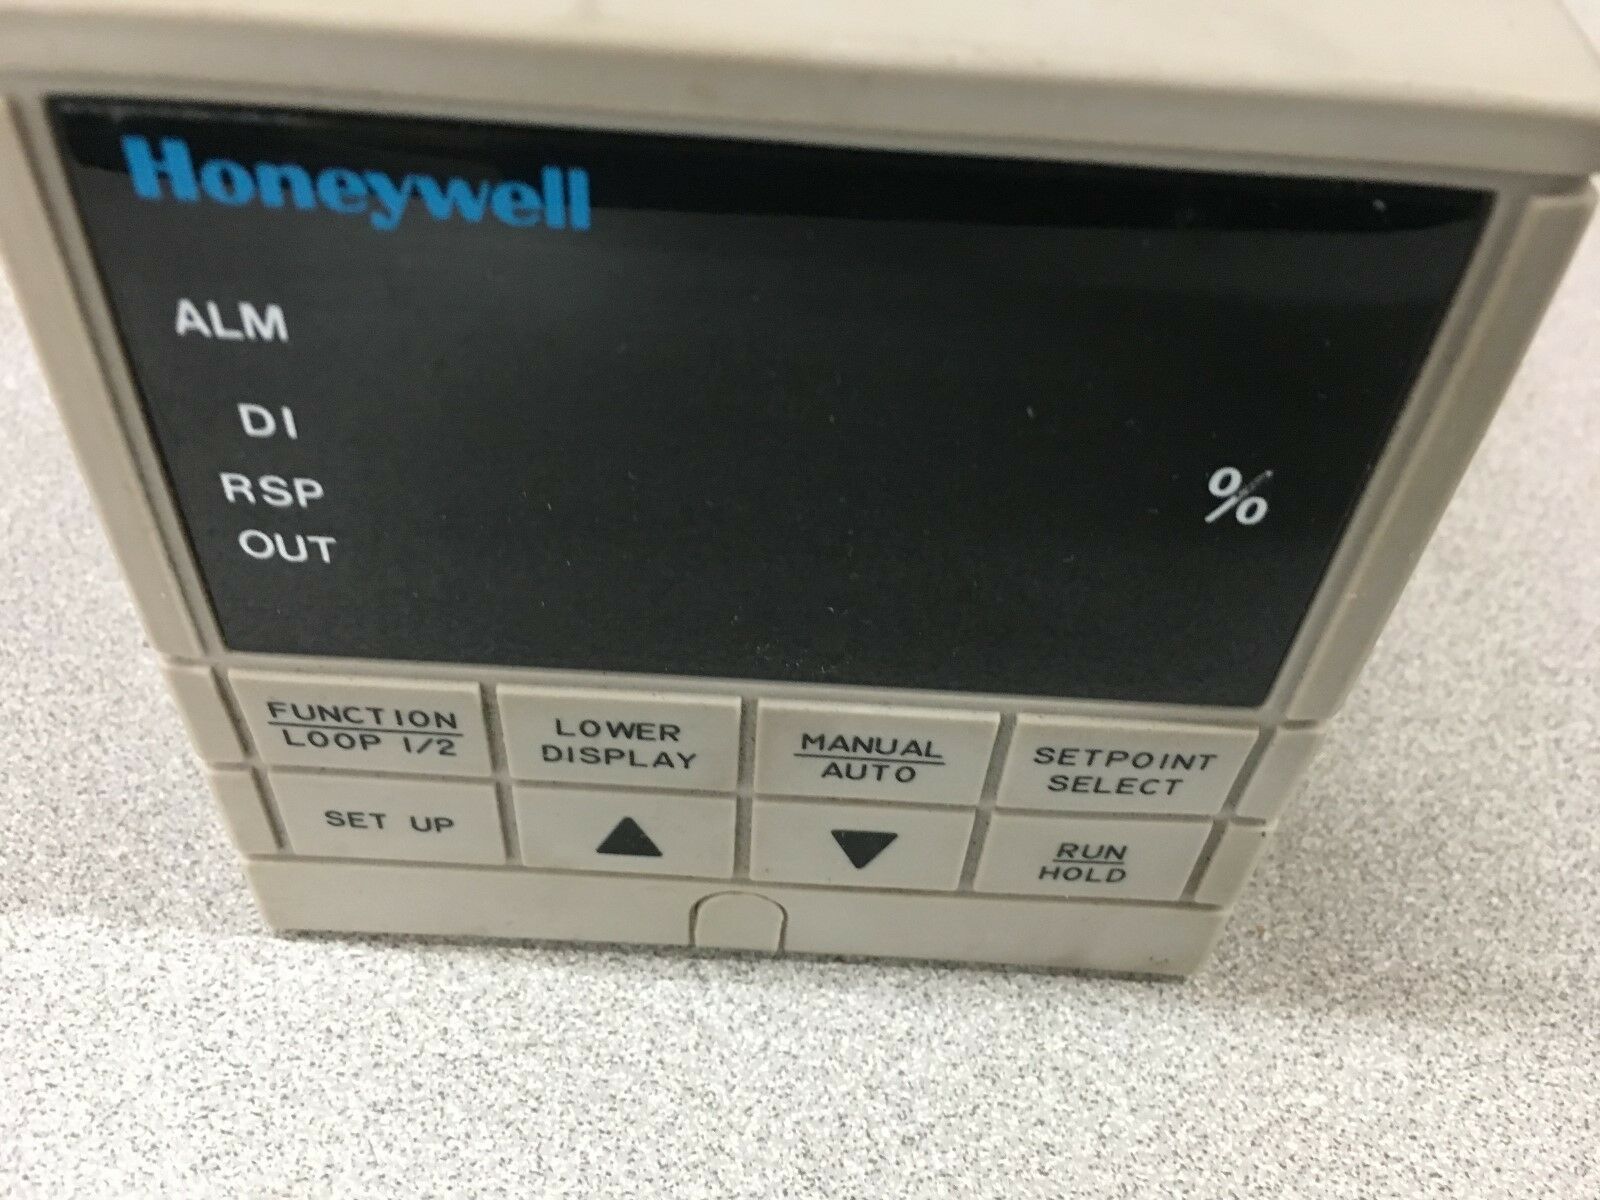 Honeywell
ALM
DI
RSP
%
OUT
FUNCTION
LOOP 1/2
LOWER
DISPLAY
MANUAL
AUTO
SETPOINT
SELECT
SET UP
RUN
HOLD